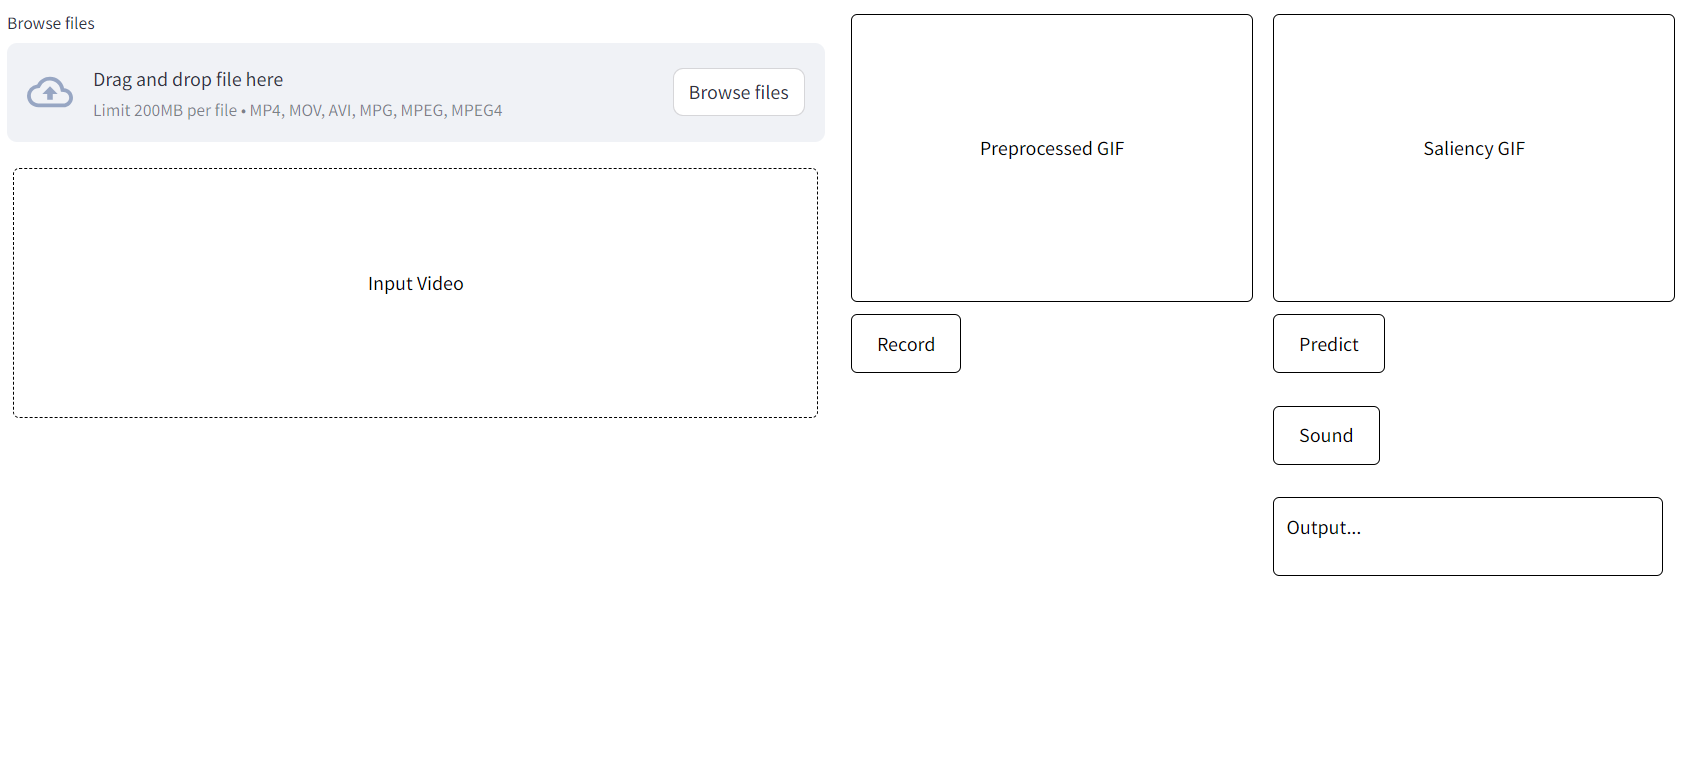 Browse files
Drag and drop file here
Limit 200MB per file • MP4, MOV, AVI, MPG, MPEG, MPEG4
Browse files
Input Video
Preprocessed GIF
Saliency GIF
Record
Predict
Sound
Output...